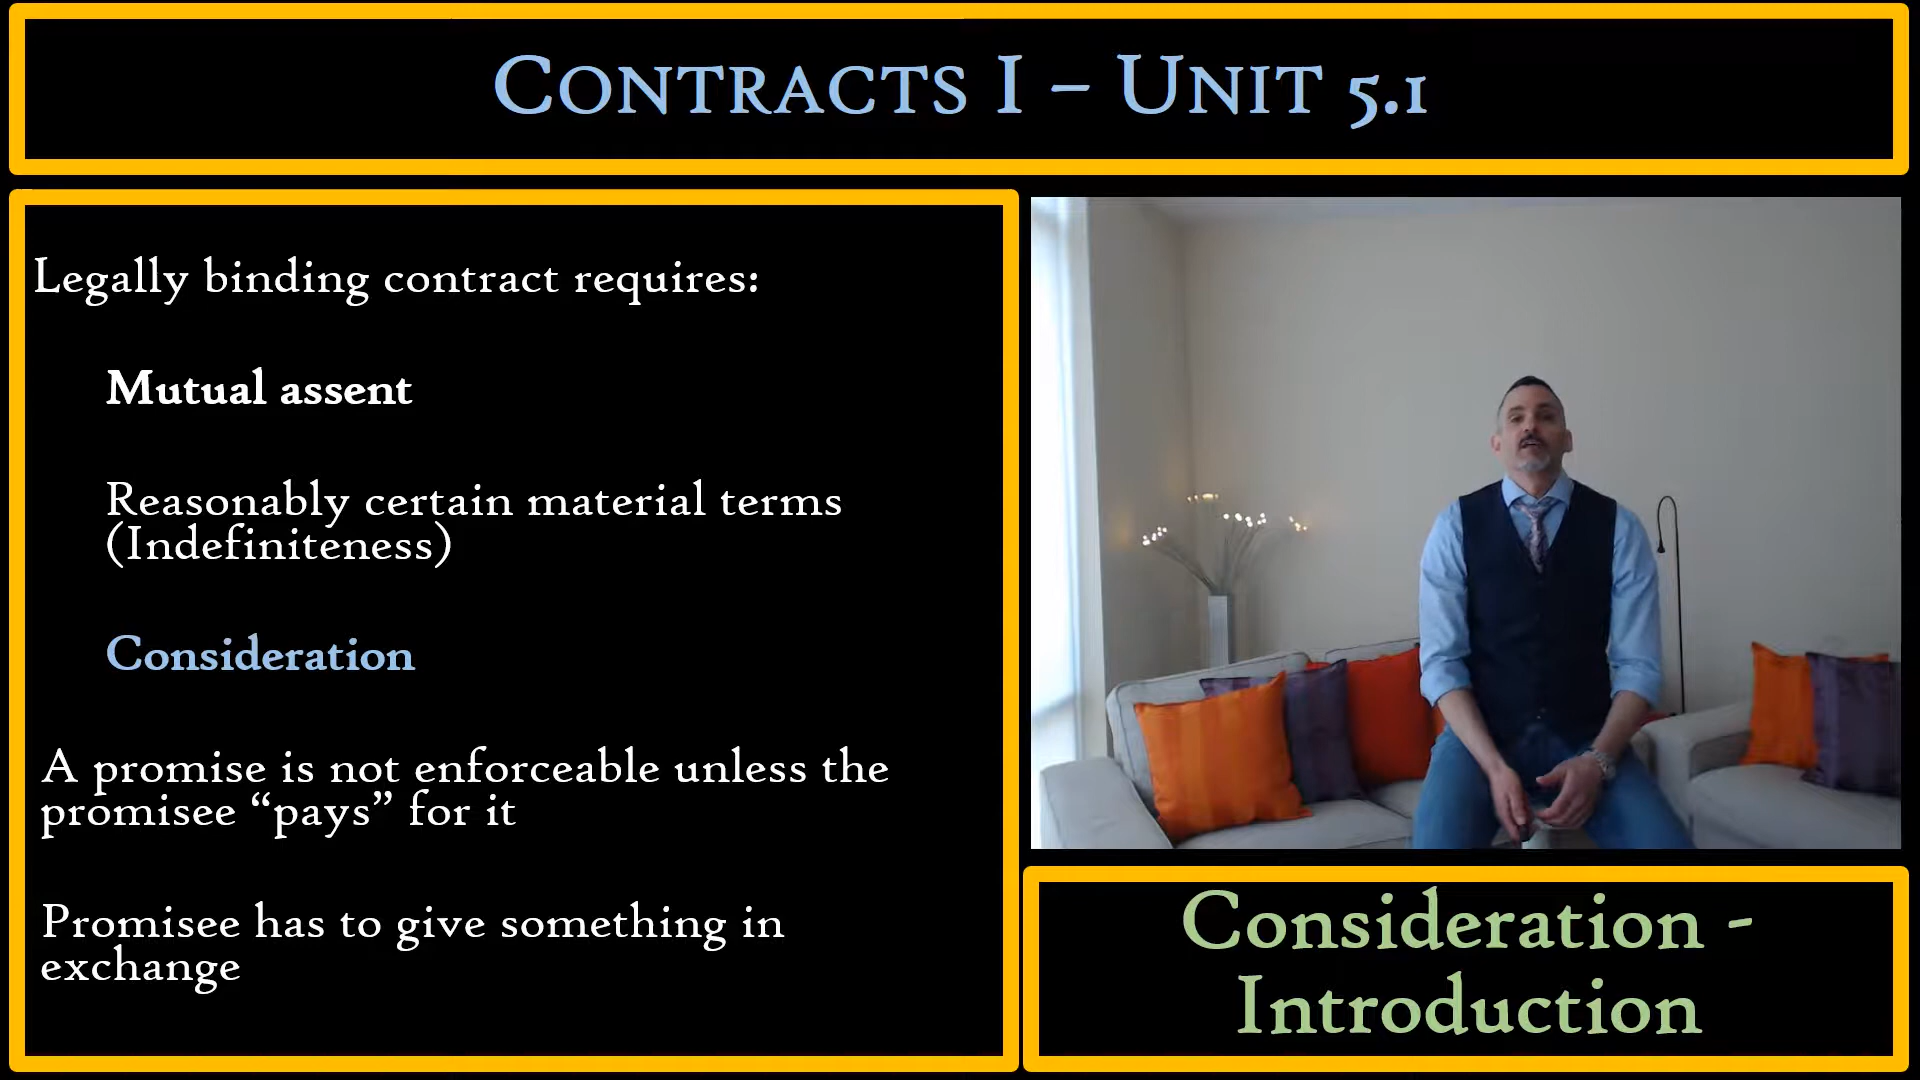 CONTRACTS I – UNIT 5.1
Legally binding contract requires:
Mutual assent
Reasonably certain material terms
(Indefiniteness)
Consideration
A promise is not enforceable unless the
promisee “pays” for it
Promisee has to give something in
exchange
Consideration -
Introduction